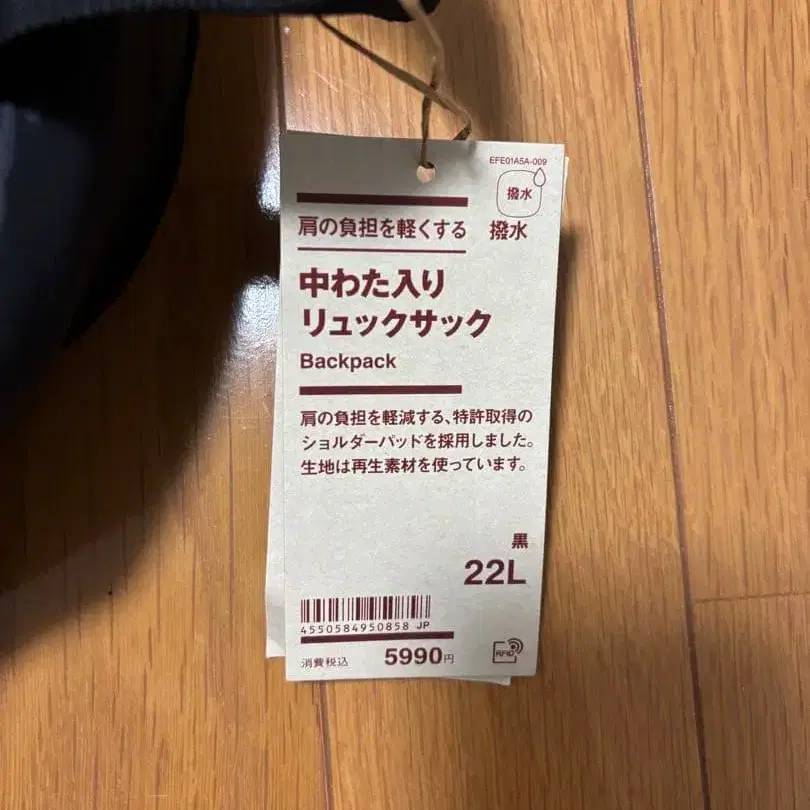 EFE01A5A-009
撥水
肩の負担を軽くする
撥水
中わた入り
リュックサック
Backpack
肩の負担を軽減する、特許取得の
ショルダーパッドを採用しました。
生地は再生素材を使っています。
黒
22L
4550584950858 JP
消費税込 5990円
RFID